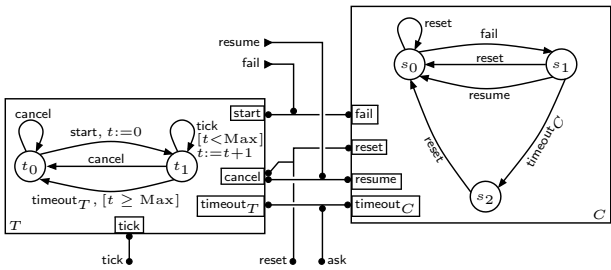 reset
fail
s0
reset
s1
resume
reset
timeoutC
s2
C
resume
fail
start
fail
reset
cancel
resume
timeoutT
timeoutC
cancel
tick
[t<Max]
t:=t+1
start, t:=0
t0
cancel
t1
timeoutT, [t ≥ Max]
T
tick
tick
reset
ask